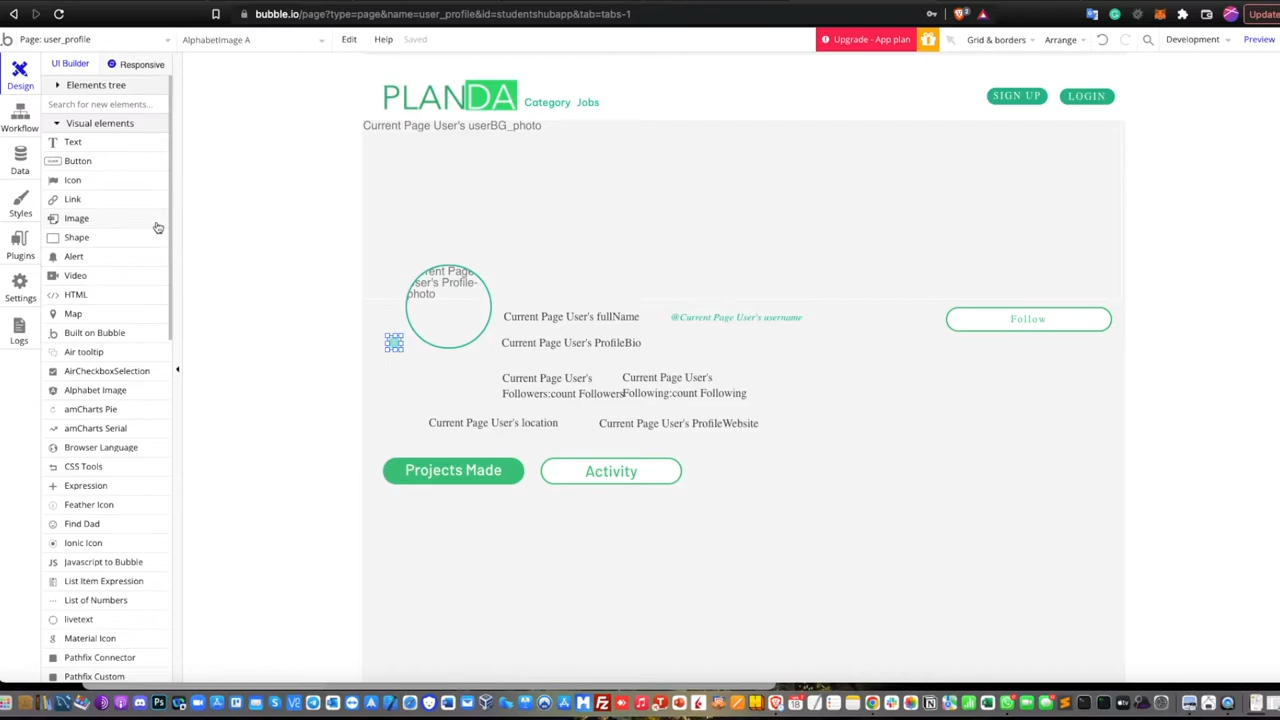 bubble.io/page?type=page&name=user_profile&id=studentshubapp&tab=tabs-1
Update
Page: user_profile
AlphabetImage A
Edit
Help
Saved
Upgrade - App plan
Grid & borders
Arrange
Development
Preview
Design
Workflow
Data
Styles
Plugins
Settings
Logs
UI Builder
Responsive
Elements tree
Search for new elements...
Visual elements
Text
Button
Icon
Link
Image
Shape
Alert
Video
HTML
Map
Built on Bubble
Air tooltip
AirCheckboxSelection
Alphabet Image
amCharts Pie
amCharts Serial
Browser Language
CSS Tools
Expression
Feather Icon
Find Dad
Ionic Icon
Javascript to Bubble
List Item Expression
List of Numbers
livetext
Material Icon
Pathfix Connector
Pathfix Custom
PLANDA
Category Jobs
SIGN UP
LOGIN
Current Page User's userBG_photo
rrent Page
ser's Profile-
photo
Current Page User's fullName
@Current Page User's username
Follow
Current Page User's ProfileBio
Current Page User's
Followers:count Followers
Current Page User's
Following:count Following
Current Page User's location
Current Page User's ProfileWebsite
Projects Made
Activity